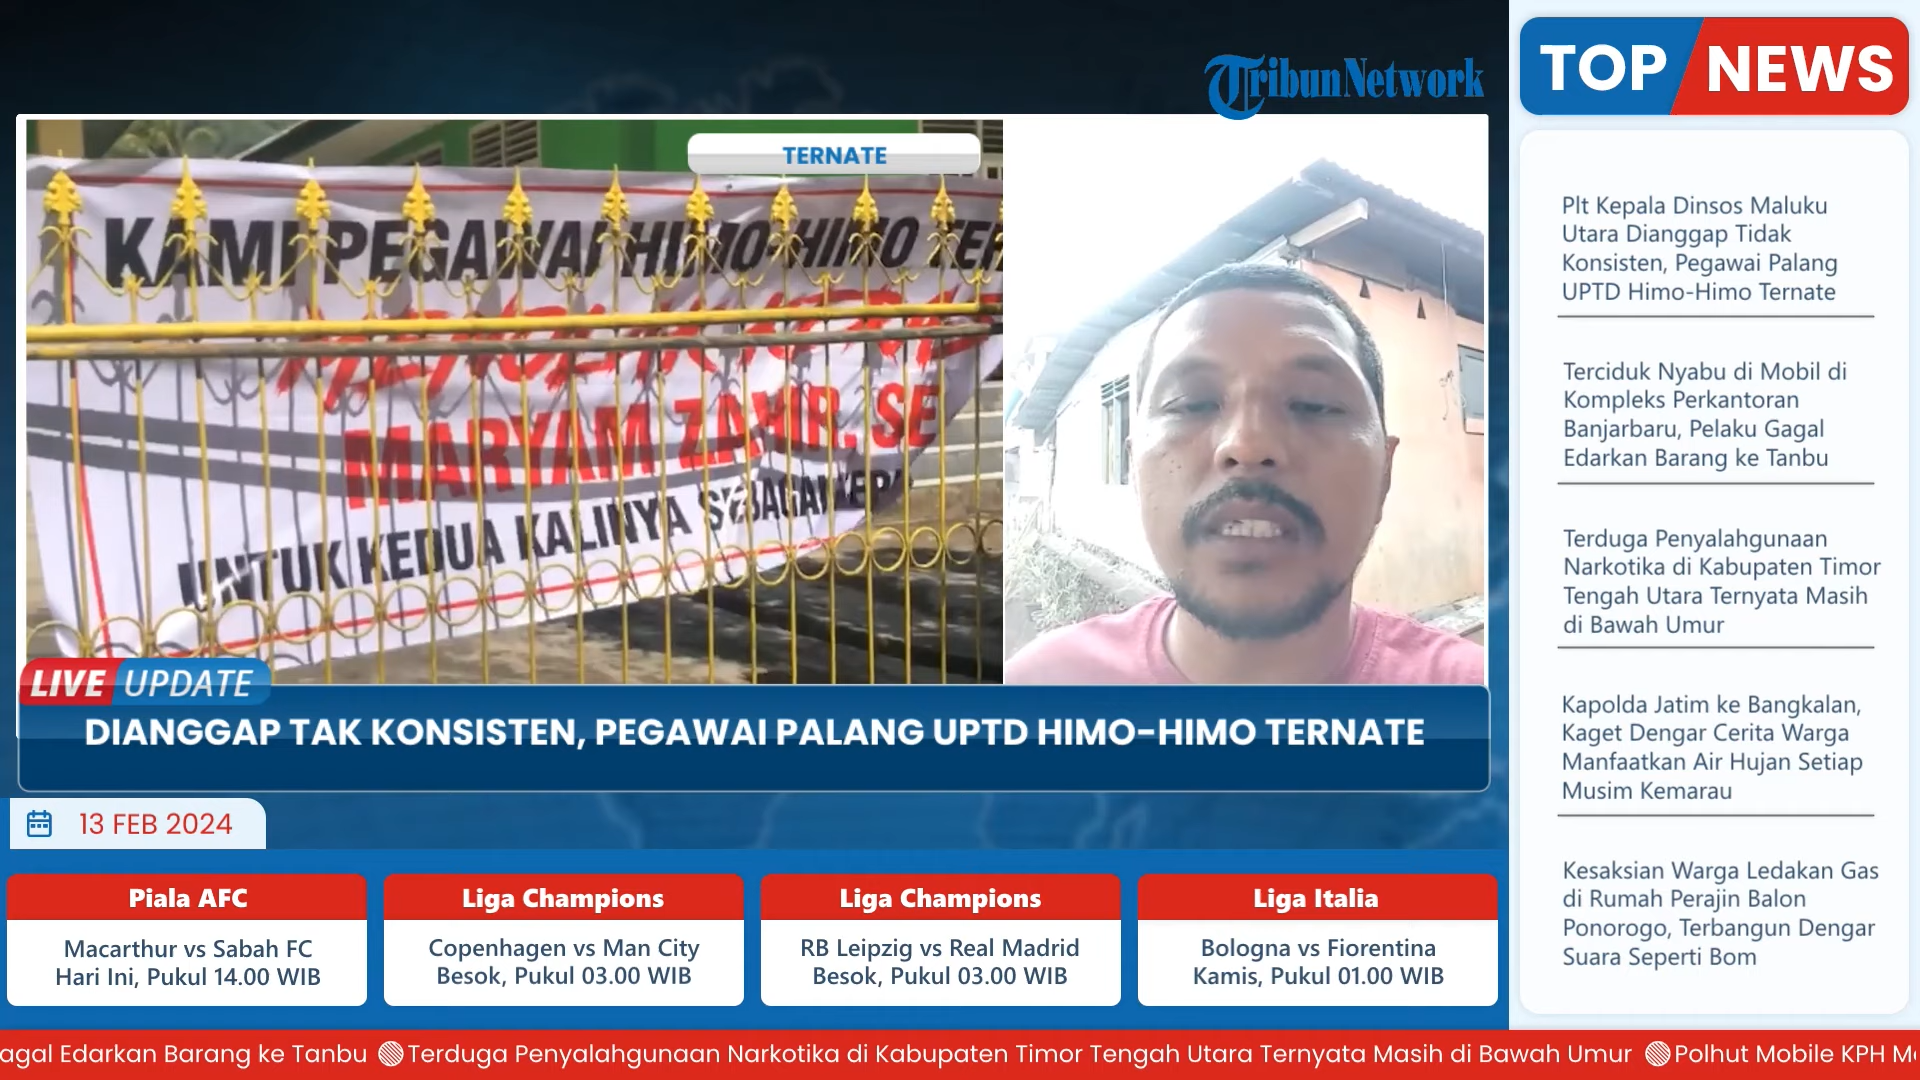 TribunNetwork
TOP NEWS
TERNATE
KAMI PEGAWAI HIMO-HIMO TER
MENOLAK
MARYAM ZAHIR, SE
UNTUK KEDUA KALINYA SEBAGAI KEP
LIVE UPDATE
DIANGGAP TAK KONSISTEN, PEGAWAI PALANG UPTD HIMO-HIMO TERNATE
13 FEB 2024
Piala AFC
Macarthur vs Sabah FC
Hari Ini, Pukul 14.00 WIB
Liga Champions
Copenhagen vs Man City
Besok, Pukul 03.00 WIB
Liga Champions
RB Leipzig vs Real Madrid
Besok, Pukul 03.00 WIB
Liga Italia
Bologna vs Fiorentina
Kamis, Pukul 01.00 WIB
Plt Kepala Dinsos Maluku
Utara Dianggap Tidak
Konsisten, Pegawai Palang
UPTD Himo-Himo Ternate
Terciduk Nyabu di Mobil di
Kompleks Perkantoran
Banjarbaru, Pelaku Gagal
Edarkan Barang ke Tanbu
Terduga Penyalahgunaan
Narkotika di Kabupaten Timor
Tengah Utara Ternyata Masih
di Bawah Umur
Kapolda Jatim ke Bangkalan,
Kaget Dengar Cerita Warga
Manfaatkan Air Hujan Setiap
Musim Kemarau
Kesaksian Warga Ledakan Gas
di Rumah Perajin Balon
Ponorogo, Terbangun Dengar
Suara Seperti Bom
agal Edarkan Barang ke Tanbu Terduga Penyalahgunaan Narkotika di Kabupaten Timor Tengah Utara Ternyata Masih di Bawah Umur Polhut Mobile KPH M